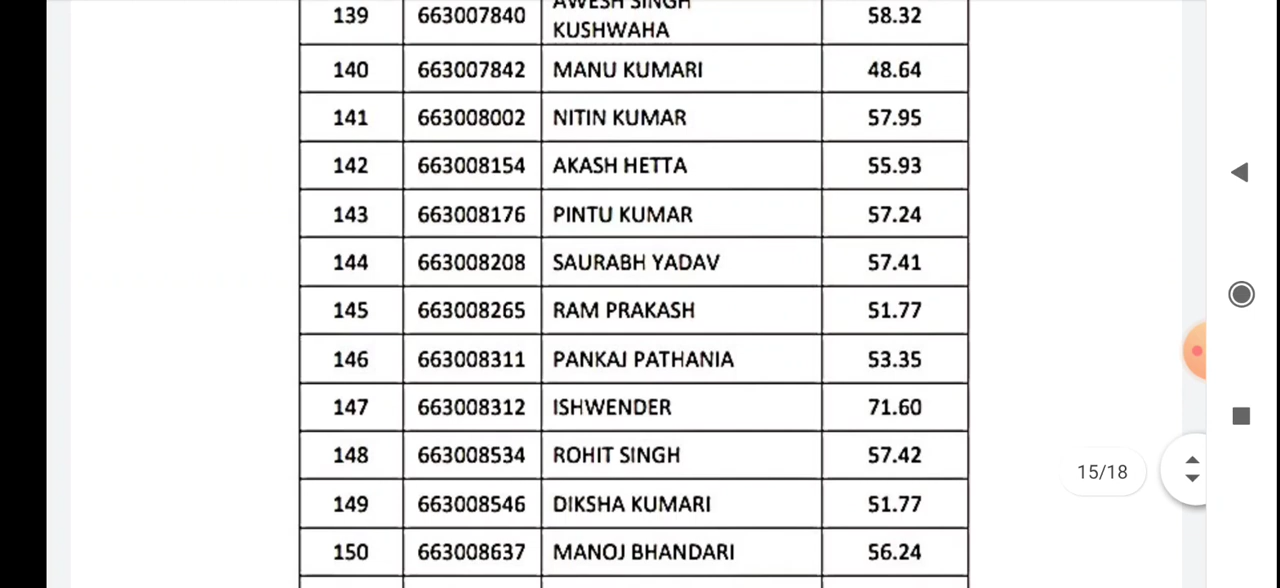 139 663007840 AWESH SINGH KUSHWAHA 58.32
140 663007842 MANU KUMARI 48.64
141 663008002 NITIN KUMAR 57.95
142 663008154 AKASH HETTA 55.93
143 663008176 PINTU KUMAR 57.24
144 663008208 SAURABH YADAV 57.41
145 663008265 RAM PRAKASH 51.77
146 663008311 PANKAJ PATHANIA 53.35
147 663008312 ISHWENDER 71.60
148 663008534 ROHIT SINGH 57.42
15/18
149 663008546 DIKSHA KUMARI 51.77
150 663008637 MANOJ BHANDARI 56.24